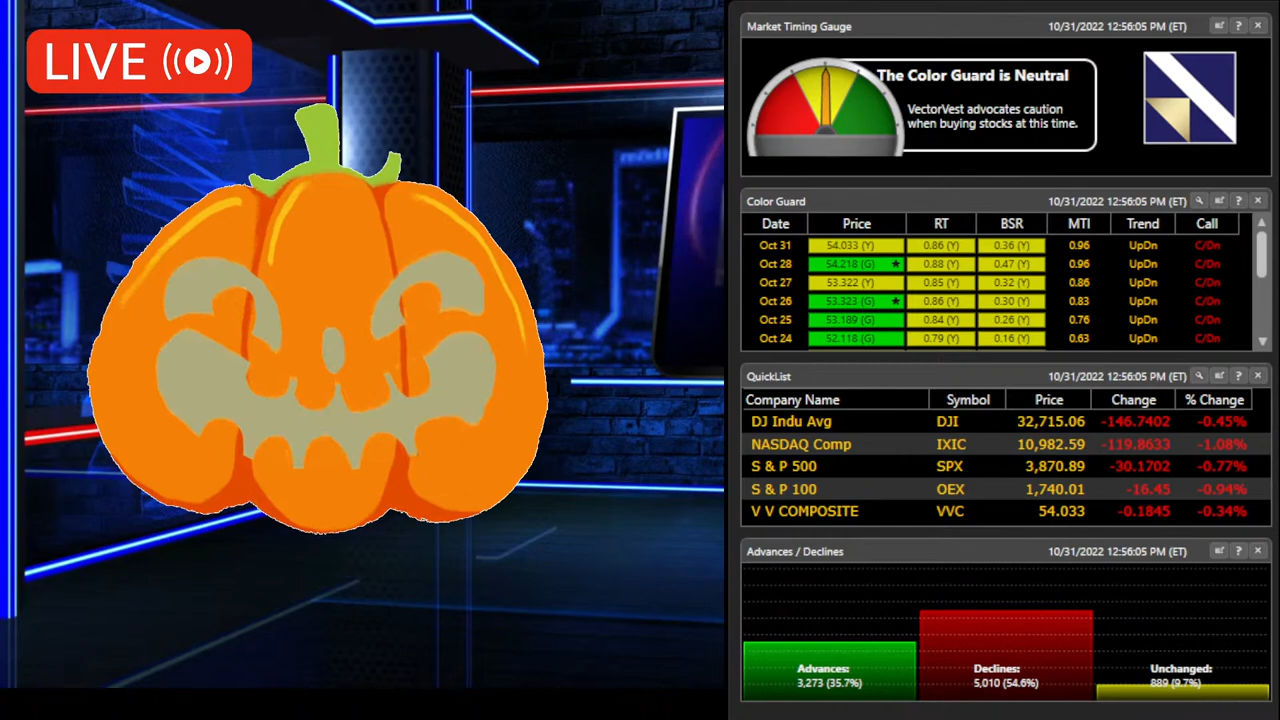 LIVE
Market Timing Gauge 10/31/2022 12:56:05 PM (ET) ?
The Color Guard is Neutral
VectorVest advocates caution
when buying stocks at this time.
Color Guard 10/31/2022 12:56:05 PM (ET) ?
Date Price RT BSR MTI Trend Call
Oct 31 54.033 (Y) 0.86 (Y) 0.36 (Y) 0.96 UpDn C/Dn
Oct 28 54.218 (G) ★ 0.88 (Y) 0.47 (Y) 0.96 UpDn C/Dn
Oct 27 53.322 (Y) 0.85 (Y) 0.32 (Y) 0.86 UpDn C/Dn
Oct 26 53.323 (G) ★ 0.86 (Y) 0.30 (Y) 0.83 UpDn C/Dn
Oct 25 53.189 (G) 0.84 (Y) 0.26 (Y) 0.76 UpDn C/Dn
Oct 24 52.118 (G) 0.79 (Y) 0.16 (Y) 0.63 UpDn C/Dn
QuickList 10/31/2022 12:56:05 PM (ET) ?
Company Name Symbol Price Change % Change
DJ Indu Avg DJI 32,715.06 -146.7402 -0.45%
NASDAQ Comp IXIC 10,982.59 -119.8633 -1.08%
S & P 500 SPX 3,870.89 -30.1702 -0.77%
S & P 100 OEX 1,740.01 -16.45 -0.94%
V V COMPOSITE VVC 54.033 -0.1845 -0.34%
Advances / Declines 10/31/2022 12:56:05 PM (ET) ?
Advances: Declines: Unchanged:
3,273 (35.7%) 5,010 (54.6%) 889 (9.7%)